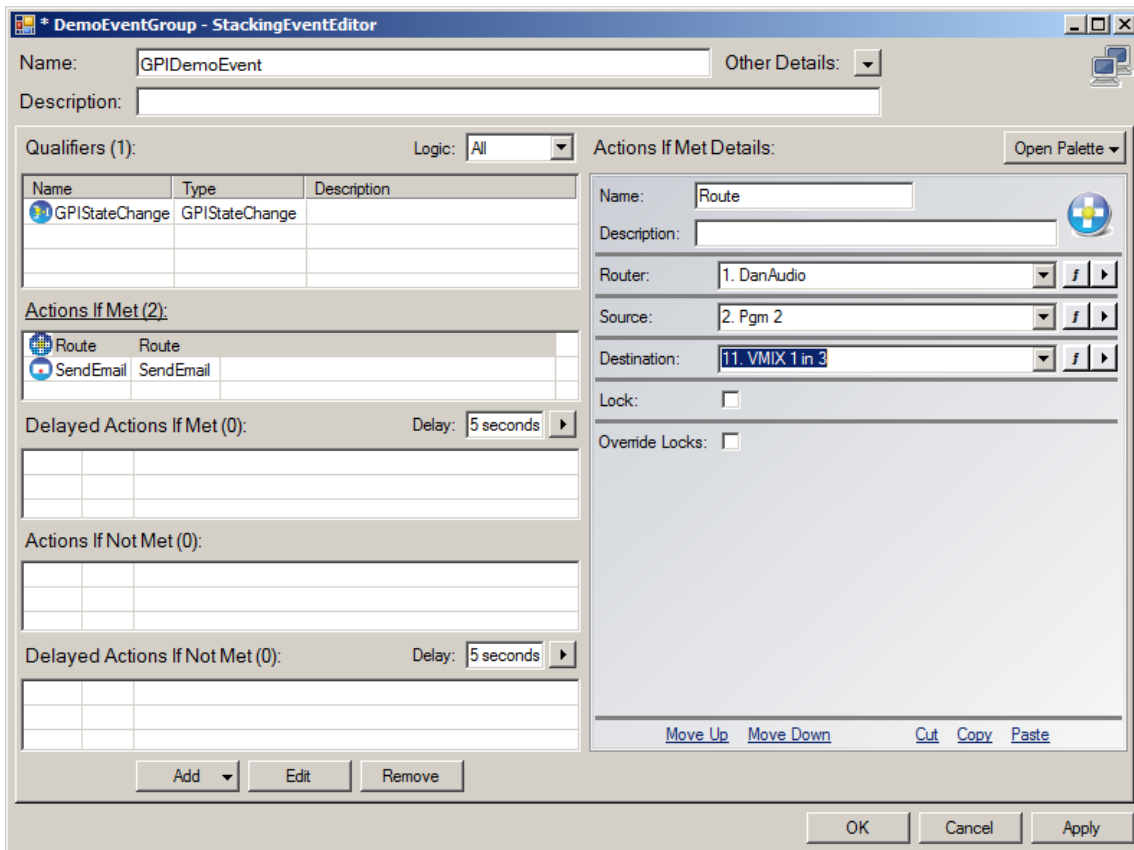 * DemoEventGroup - StackingEventEditor
Name: GPIDemoEvent Other Details:
Description:
Qualifiers (1): Logic: All
Name Type Description
GPIStateChange GPIStateChange
Actions If Met (2):
Route Route
SendEmail SendEmail
Delayed Actions If Met (0): Delay: 5 seconds
Actions If Not Met (0):
Delayed Actions If Not Met (0): Delay: 5 seconds
Add Edit Remove
Actions If Met Details: Open Palette
Name: Route
Description:
Router: 1. DanAudio f
Source: 2. Pgm 2 f
Destination: 11. VMIX 1 in 3 f
Lock:
Override Locks:
Move Up Move Down Cut Copy Paste
OK Cancel Apply